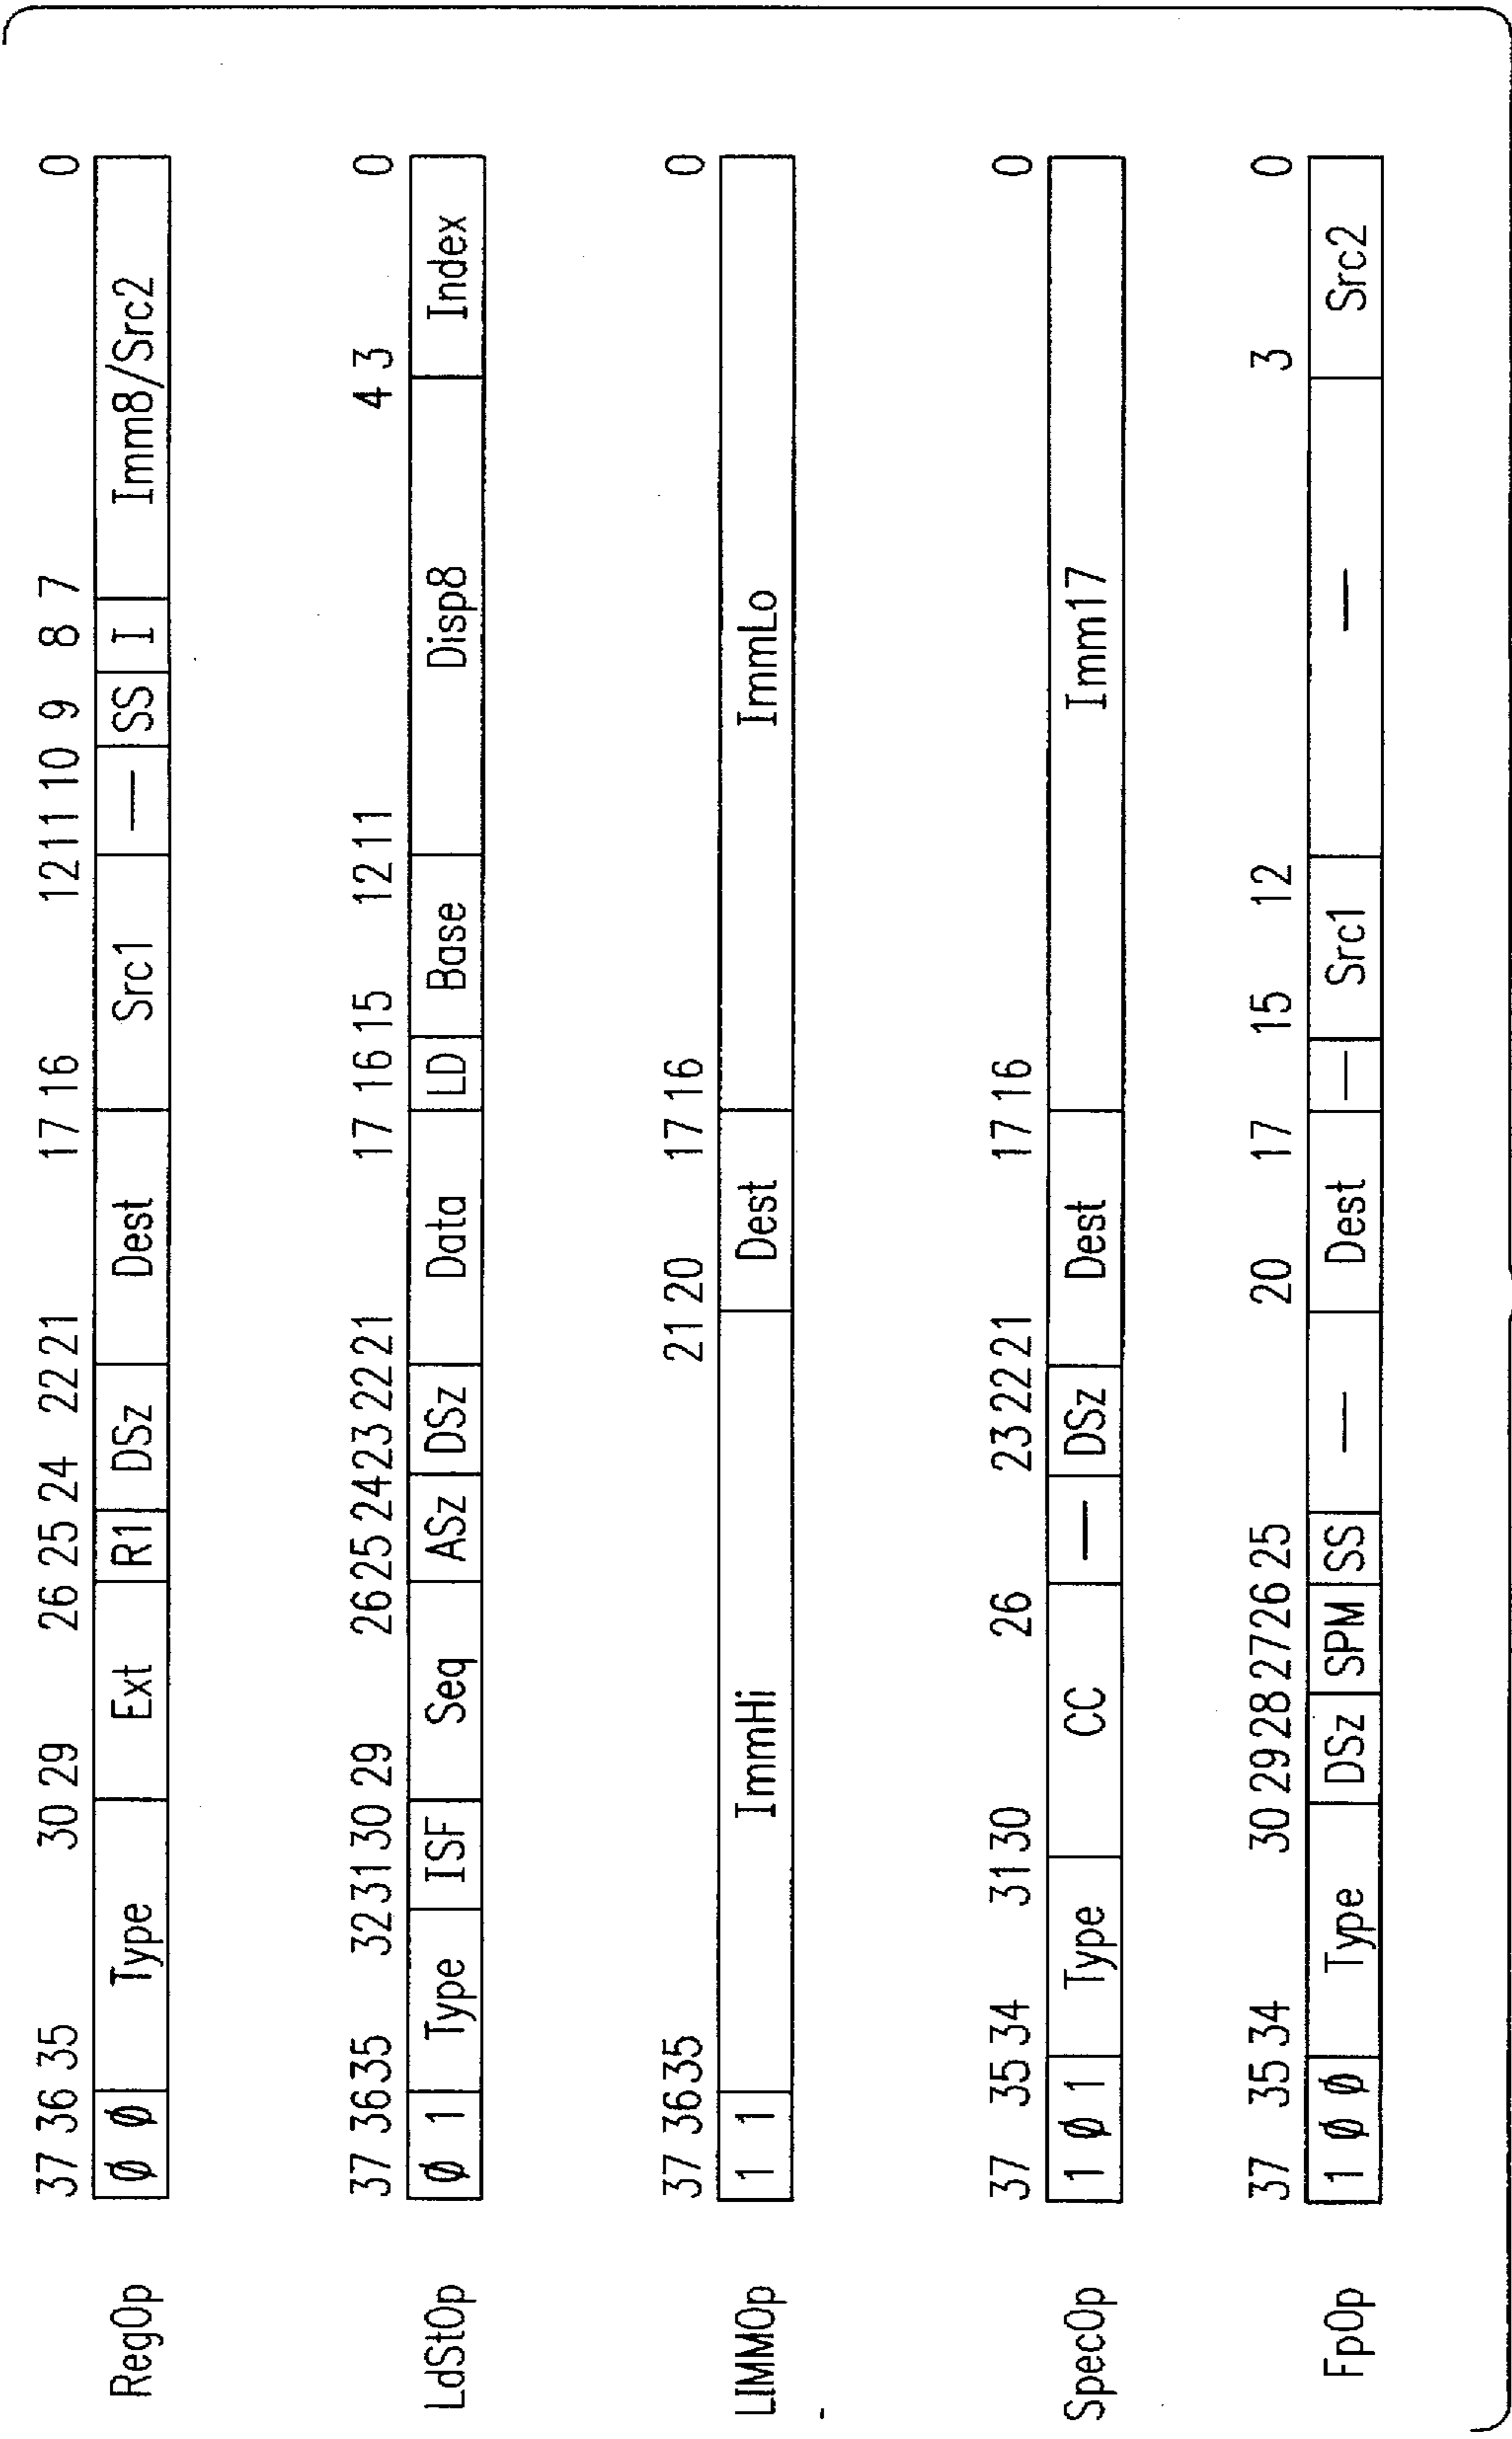 37 36 35 30 29 26 25 24 22 21 17 16 12 11 10 9 8 7 0
RegOp Ø Ø Type Ext R1 DSz Dest Src1 — SS I Imm8/Src2
37 36 35 32 31 30 29 26 25 24 23 22 21 17 16 15 12 11 4 3 0
LdStOp Ø 1 Type ISF Seq ASz DSz Data LD Base Disp8 Index
37 36 35 21 20 17 16 0
LIMMOp 1 1 ImmHi Dest ImmLo
37 35 34 31 30 26 23 22 21 17 16 0
SpecOp 1 Ø 1 Type CC — DSz Dest Imm17
37 35 34 30 29 28 27 26 25 20 17 15 12 3 0
FpOp 1 Ø Ø Type DSz SPM SS — Dest — Src1 — Src2